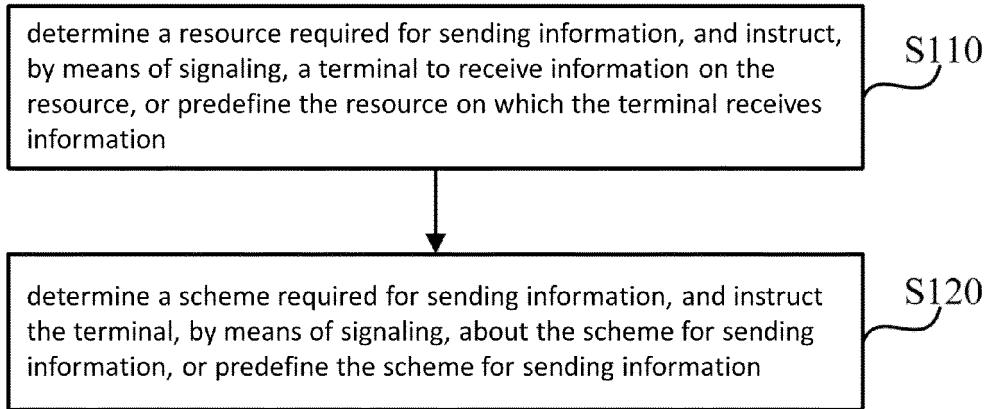 determine a resource required for sending information, and instruct,
by means of signaling, a terminal to receive information on the
resource, or predefine the resource on which the terminal receives
information
S110
determine a scheme required for sending information, and instruct
the terminal, by means of signaling, about the scheme for sending
information, or predefine the scheme for sending information
S120